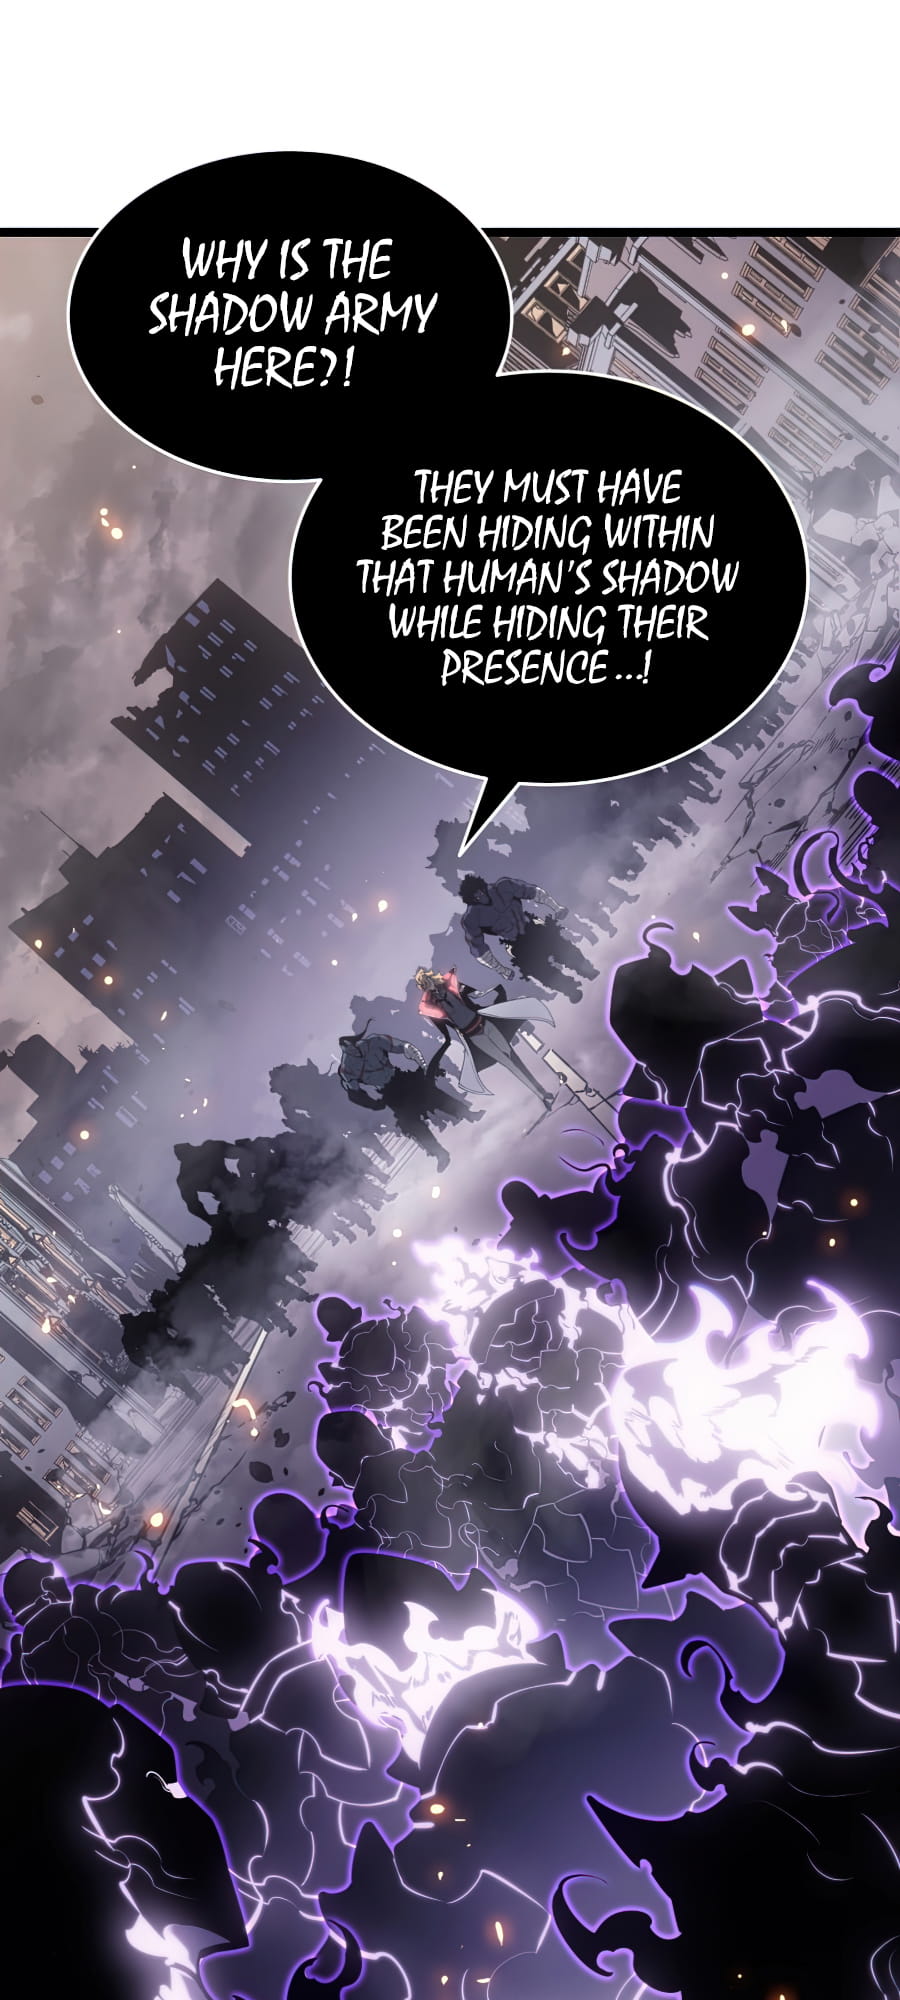 WHY IS THE
SHADOW ARMY
HERE?!
THEY MUST HAVE
BEEN HIDING WITHIN
THAT HUMAN'S SHADOW
WHILE HIDING THEIR
PRESENCE...!